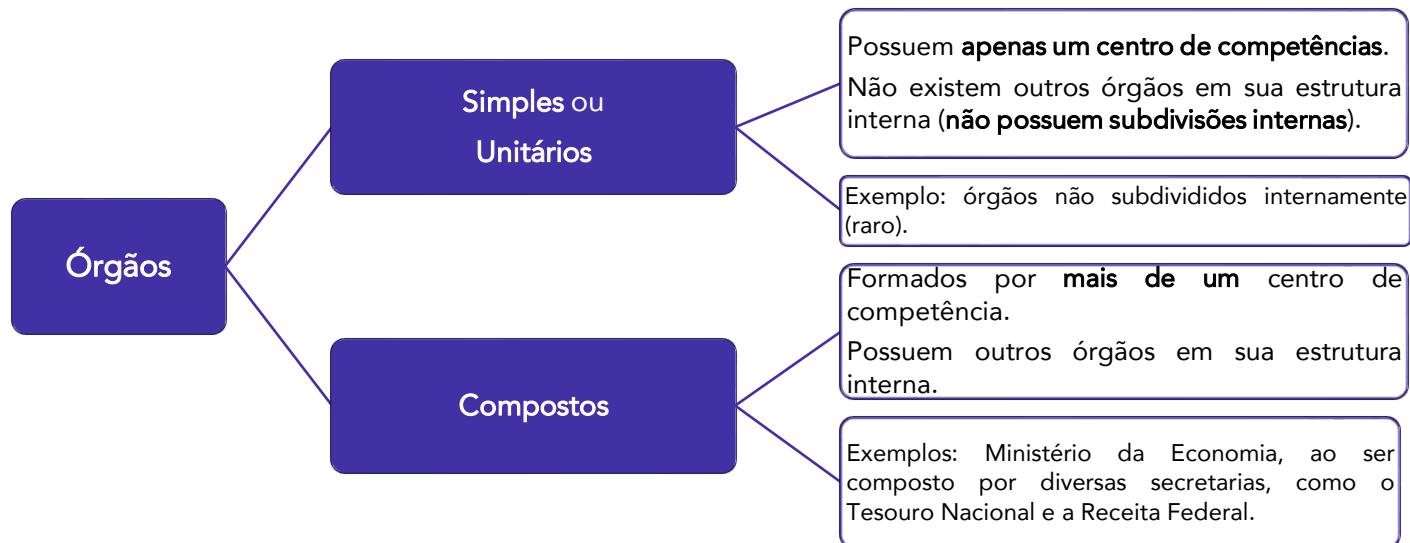 Órgãos
Simples ou
Unitários
Possuem apenas um centro de competências.
Não existem outros órgãos em sua estrutura
interna (não possuem subdivisões internas).
Exemplo: órgãos não subdivididos internamente
(raro).
Compostos
Formados por mais de um centro de
competência.
Possuem outros órgãos em sua estrutura
interna.
Exemplos: Ministério da Economia, ao ser
composto por diversas secretarias, como o
Tesouro Nacional e a Receita Federal.